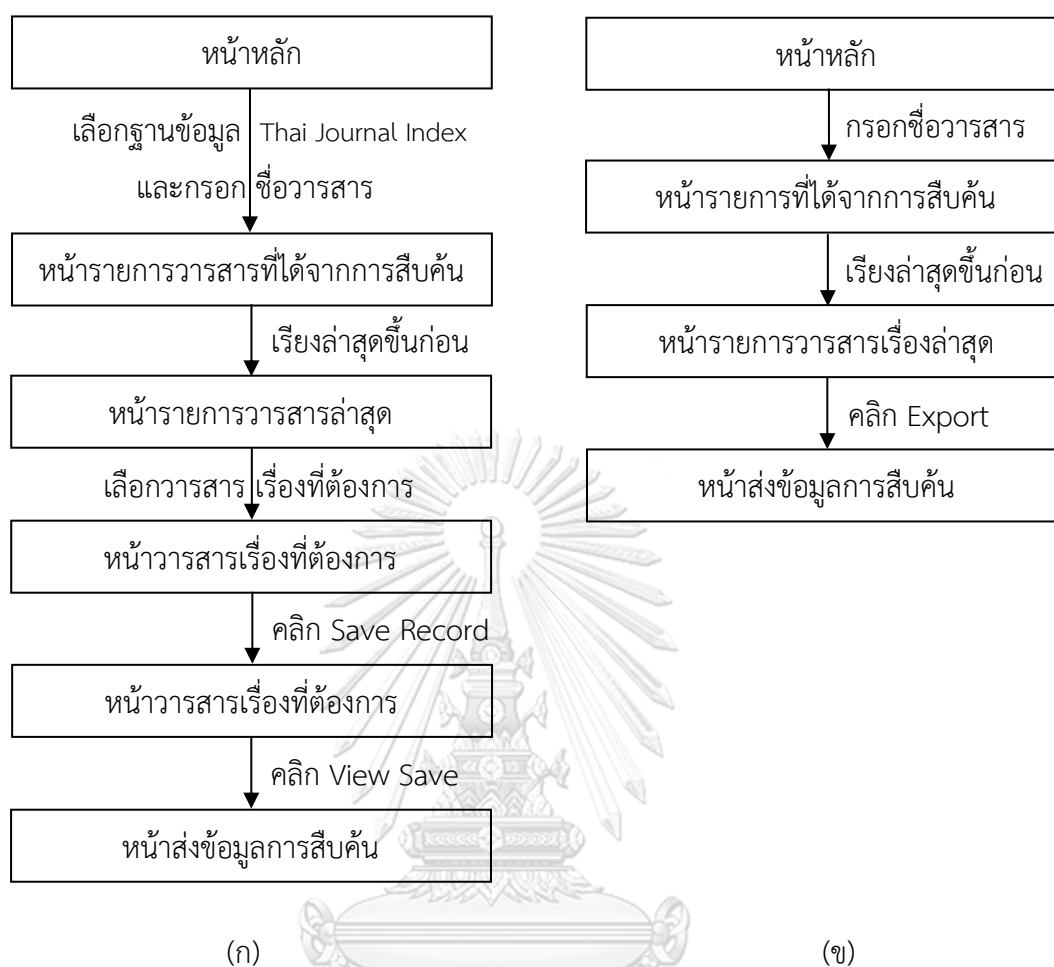 หน้าหลัก
เลือกฐานข้อมูล Thai Journal Index
และกรอก ชื่อวารสาร
หน้ารายการวารสารที่ได้จากการสืบค้น
เรียงล่าสุดขึ้นก่อน
หน้ารายการวารสารล่าสุด
เลือกวารสาร เรื่องที่ต้องการ
หน้าวารสารเรื่องที่ต้องการ
คลิก Save Record
หน้าวารสารเรื่องที่ต้องการ
คลิก View Save
หน้าส่งข้อมูลการสืบค้น
(ก)
หน้าหลัก
กรอกชื่อวารสาร
หน้ารายการที่ได้จากการสืบค้น
เรียงล่าสุดขึ้นก่อน
หน้ารายการวารสารเรื่องล่าสุด
คลิก Export
หน้าส่งข้อมูลการสืบค้น
(ข)